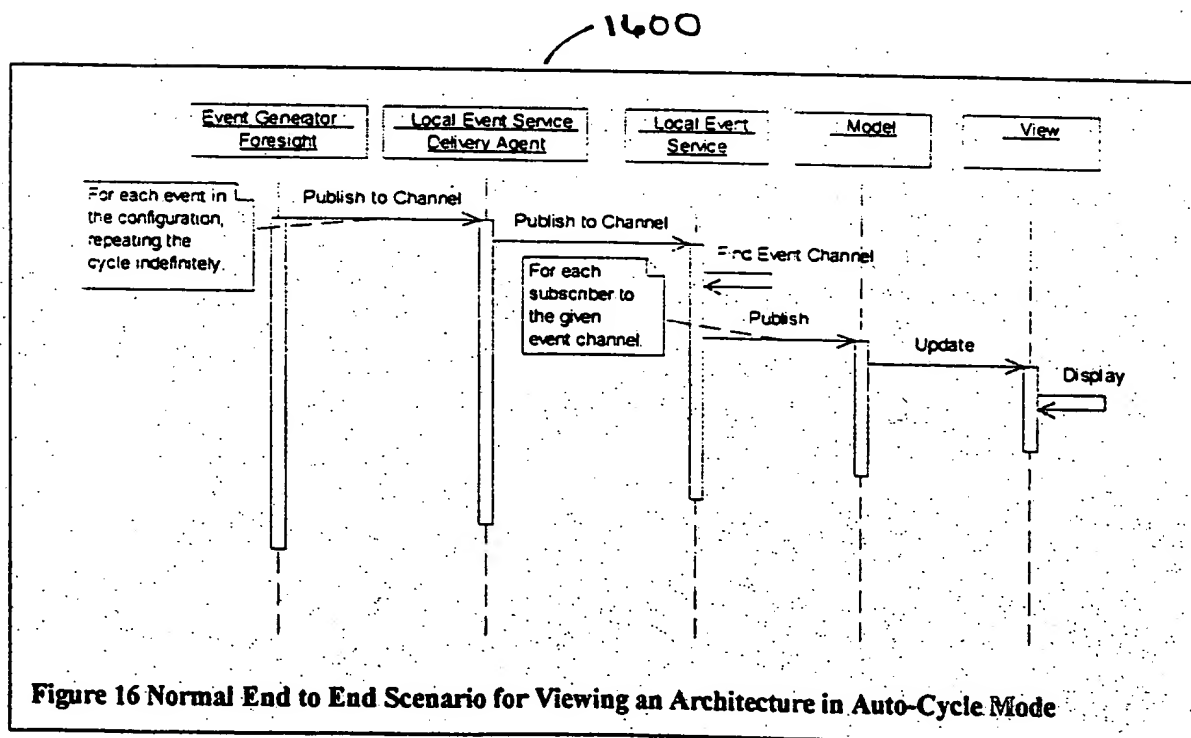 1600
Event Generator
Foresight
Local Event Service
Delivery Agent
Local Event
Service
Model
View
For each event in
the configuration,
repeating the
cycle indefinitely.
Publish to Channel
Publish to Channel
Find Event Channel
For each
subscriber to
the given
event channel.
Publish
Update
Display
Figure 16 Normal End to End Scenario for Viewing an Architecture in Auto-Cycle Mode